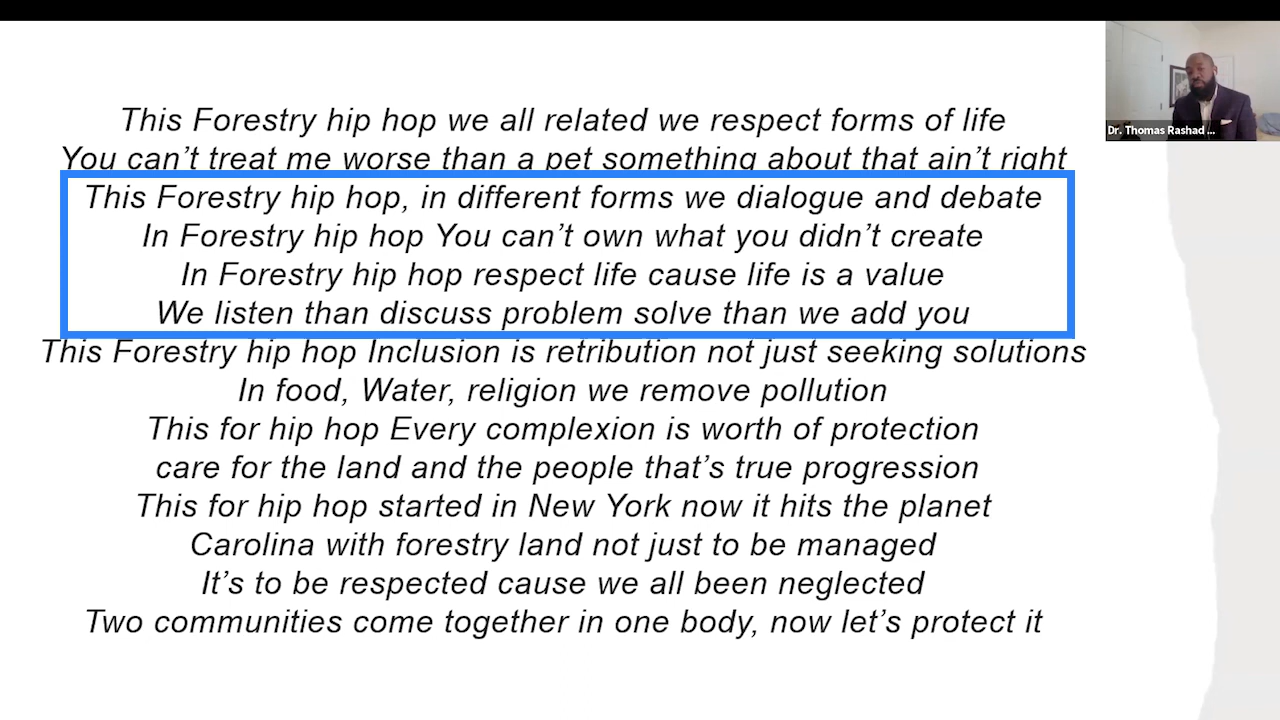 This Forestry hip hop we all related we respect forms of life
You can’t treat me worse than a pet something about that ain’t right
This Forestry hip hop, in different forms we dialogue and debate
In Forestry hip hop You can’t own what you didn’t create
In Forestry hip hop respect life cause life is a value
We listen than discuss problem solve than we add you
This Forestry hip hop Inclusion is retribution not just seeking solutions
In food, Water, religion we remove pollution
This for hip hop Every complexion is worth of protection
care for the land and the people that’s true progression
This for hip hop started in New York now it hits the planet
Carolina with forestry land not just to be managed
It’s to be respected cause we all been neglected
Two communities come together in one body, now let’s protect it
Dr. Thomas Rashad ...